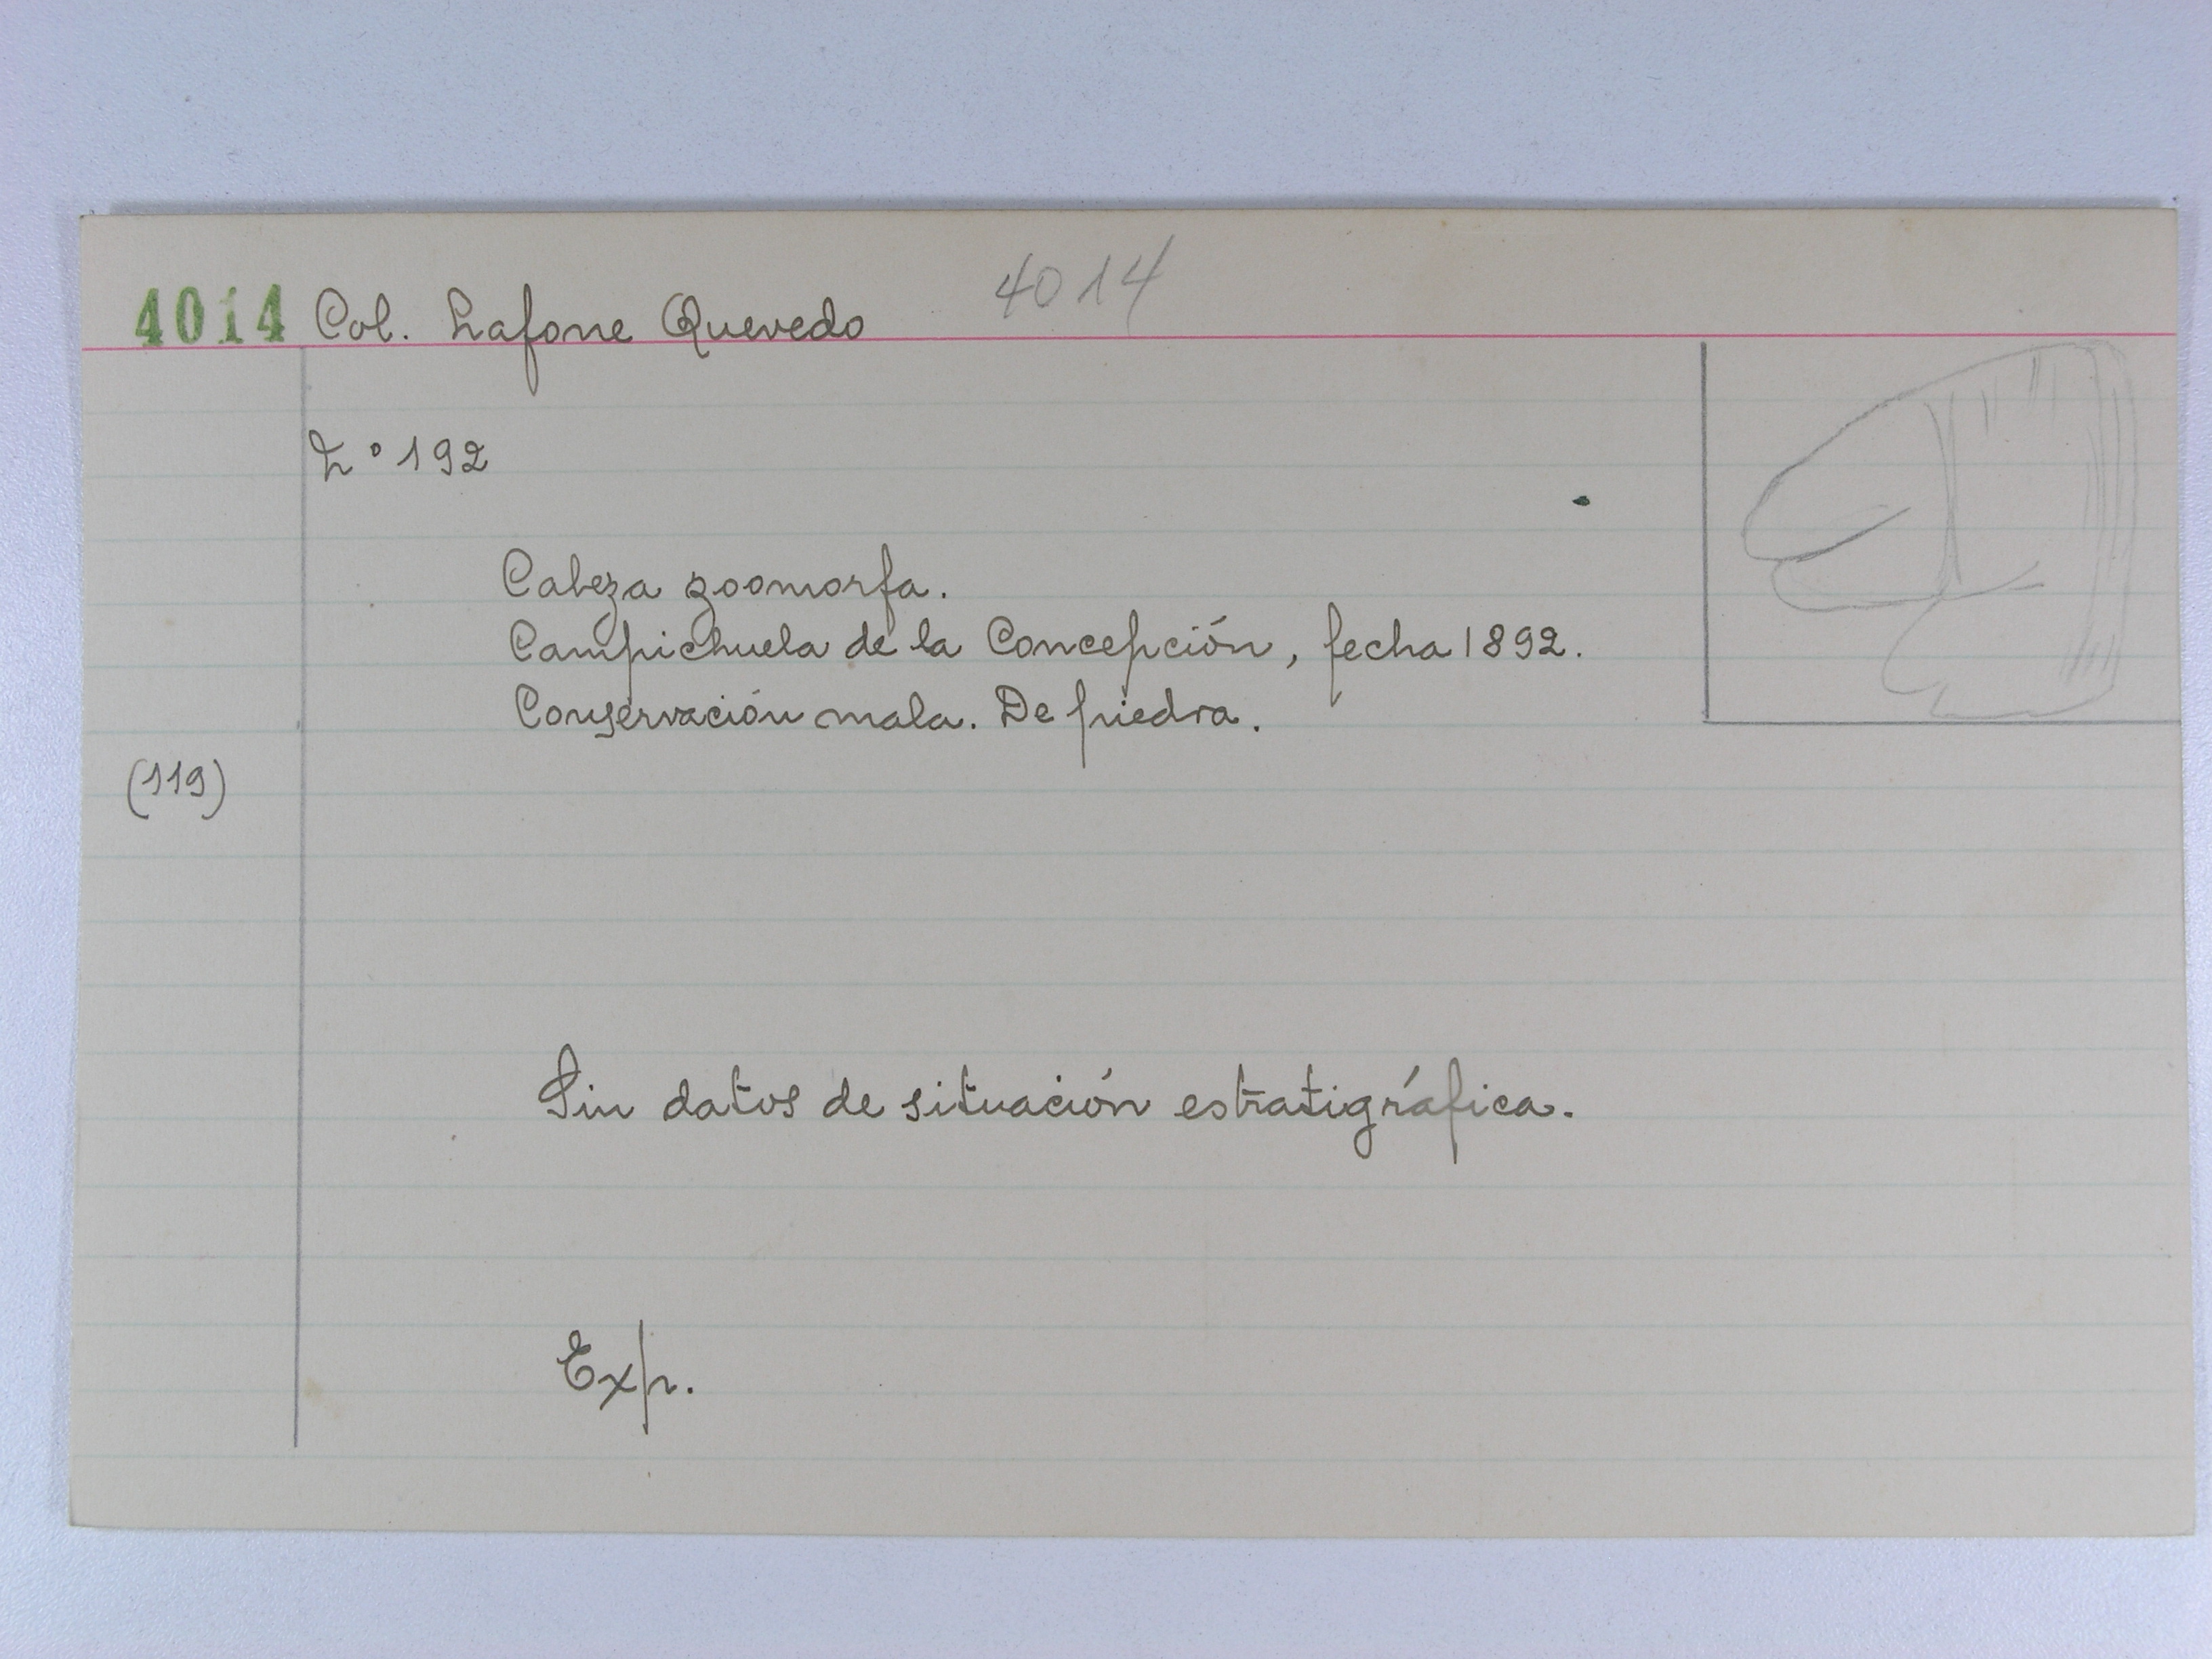 4014 Col. Lafone Quevedo 4014
L° 192
Cabeza zoomorfa.
Campichuela de la Concepción, fecha 1892.
Conservación mala. De piedra.
(119)
Sin datos de situación estratigráfica.
Exp.